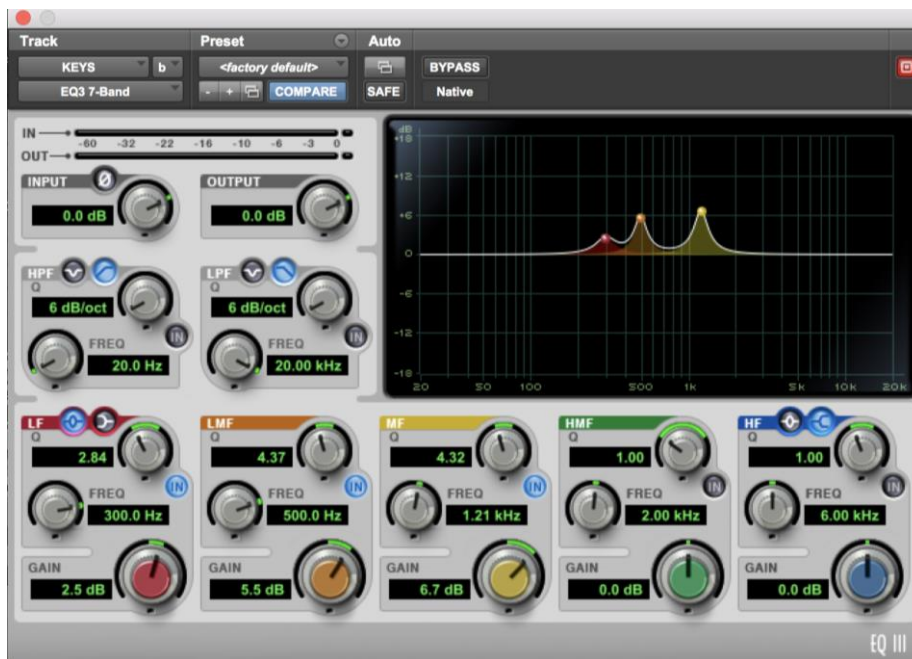 Track Preset Auto
KEYS b <factory default> BYPASS
EQ3 7-Band - + COMPARE SAFE Native
IN -60 -32 -22 -16 -10 -6 -3 0
OUT
INPUT Ø OUTPUT
0.0 dB 0.0 dB
HPF LPF
Q Q
6 dB/oct 6 dB/oct
IN IN
FREQ FREQ
20.0 Hz 20.00 kHz
dB
+18
+12
+6
0
-6
-12
-18
20 50 100 500 1k 5k 10k 20k
LF LMF MF HMF HF
Q Q Q Q Q
2.84 4.37 4.32 1.00 1.00
IN IN IN IN IN
FREQ FREQ FREQ FREQ FREQ
300.0 Hz 500.0 Hz 1.21 kHz 2.00 kHz 6.00 kHz
GAIN GAIN GAIN GAIN GAIN
2.5 dB 5.5 dB 6.7 dB 0.0 dB 0.0 dB
EQ III